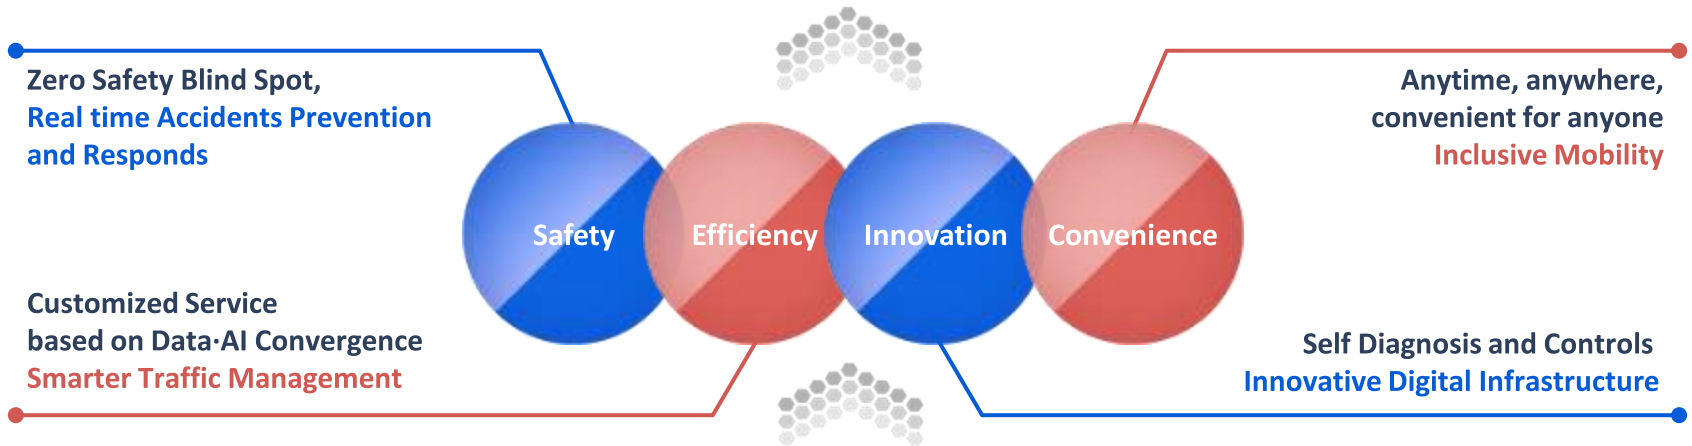 Zero Safety Blind Spot,
Real time Accidents Prevention
and Responds
Anytime, anywhere,
convenient for anyone
Inclusive Mobility
Safety
Efficiency
Innovation
Convenience
Customized Service
based on Data·AI Convergence
Smarter Traffic Management
Self Diagnosis and Controls
Innovative Digital Infrastructure